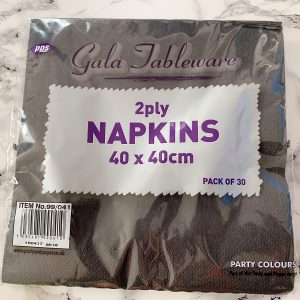 pps
Gala Tableware
2ply
NAPKINS
40 x 40cm
PACK OF 30
ITEM No.99/041
PARTY COLOURS